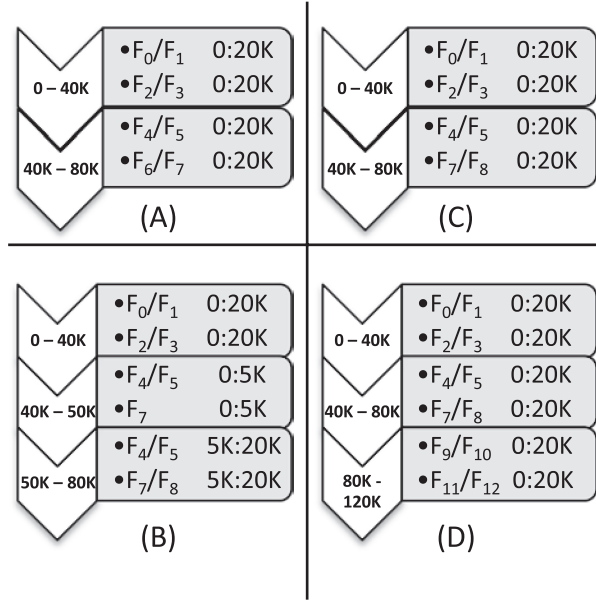 0 – 40K
•F₀/F₁ 0:20K
•F₂/F₃ 0:20K
40K – 80K
•F₄/F₅ 0:20K
•F₆/F₇ 0:20K
(A)
0 – 40K
•F₀/F₁ 0:20K
•F₂/F₃ 0:20K
40K – 80K
•F₄/F₅ 0:20K
•F₇/F₈ 0:20K
(C)
0 – 40K
•F₀/F₁ 0:20K
•F₂/F₃ 0:20K
40K – 50K
•F₄/F₅ 0:5K
•F₇ 0:5K
50K – 80K
•F₄/F₅ 5K:20K
•F₇/F₈ 5K:20K
(B)
0 – 40K
•F₀/F₁ 0:20K
•F₂/F₃ 0:20K
40K – 80K
•F₄/F₅ 0:20K
•F₇/F₈ 0:20K
80K -
120K
•F₉/F₁₀ 0:20K
•F₁₁/F₁₂ 0:20K
(D)